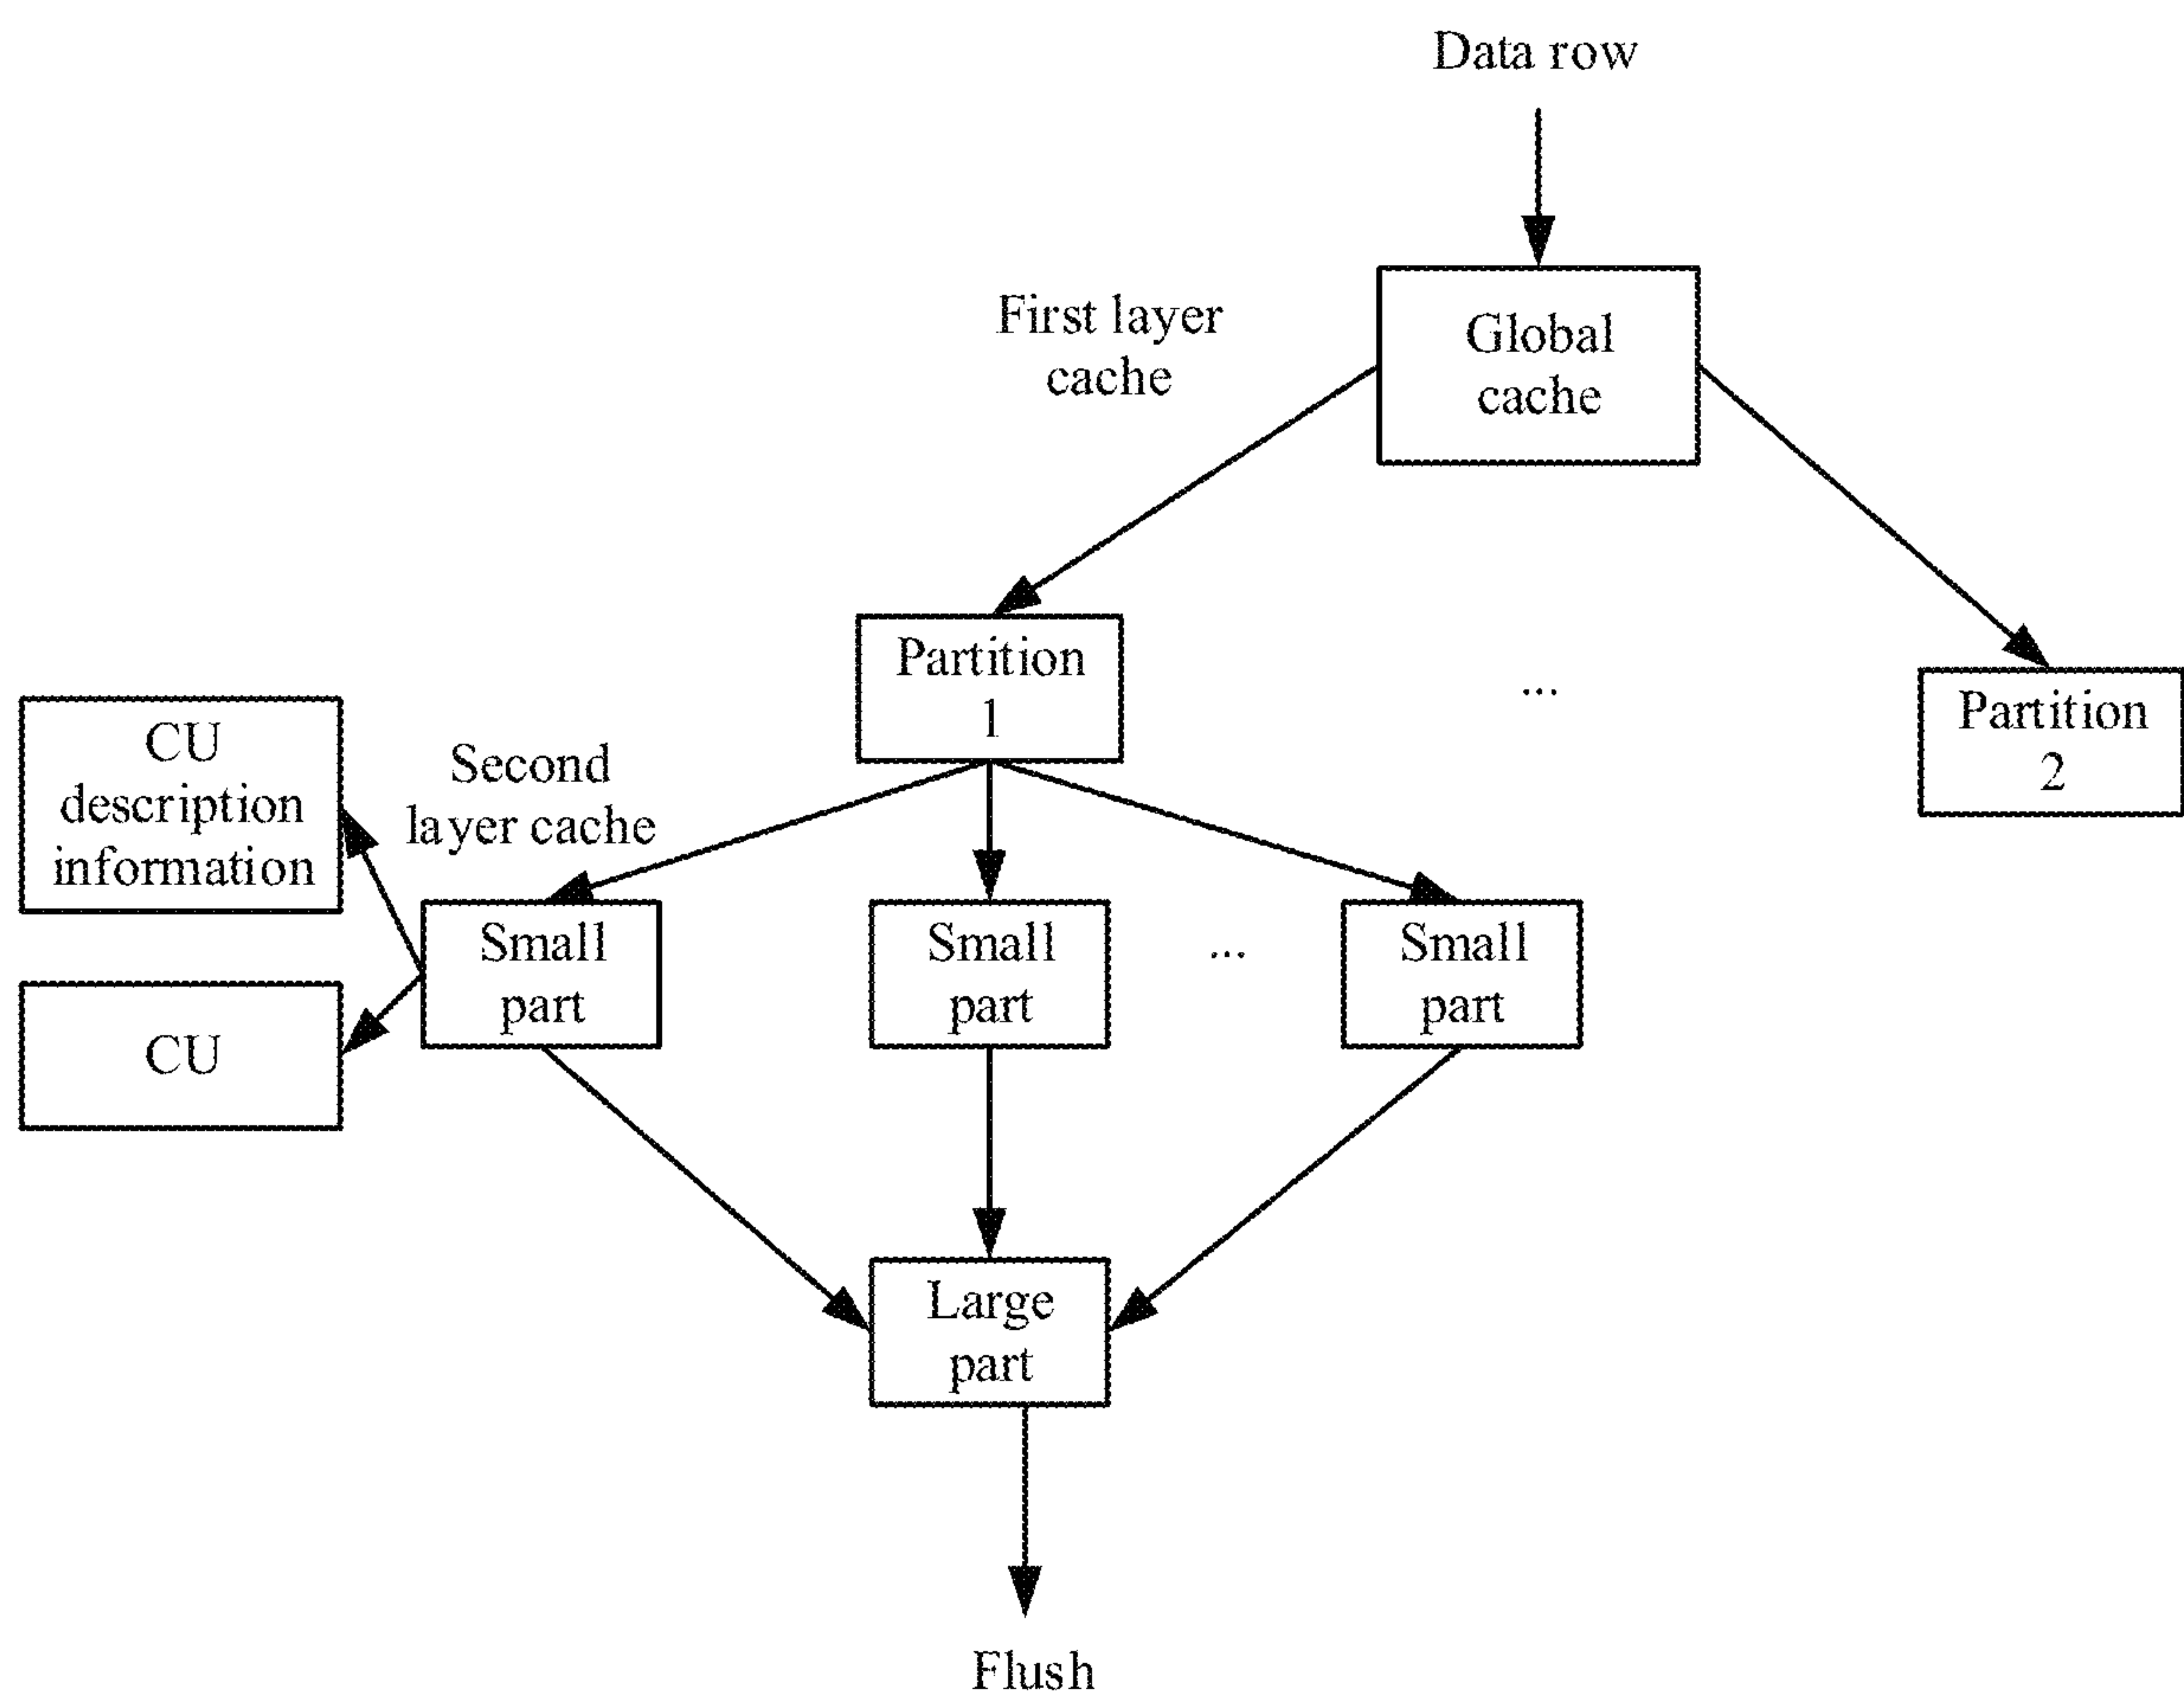 Data row
First layer
cache
Global
cache
Partition
1
...
Partition
2
CU
description
information
Second
layer cache
Small
part
Small
part
...
Small
part
CU
Large
part
Flush